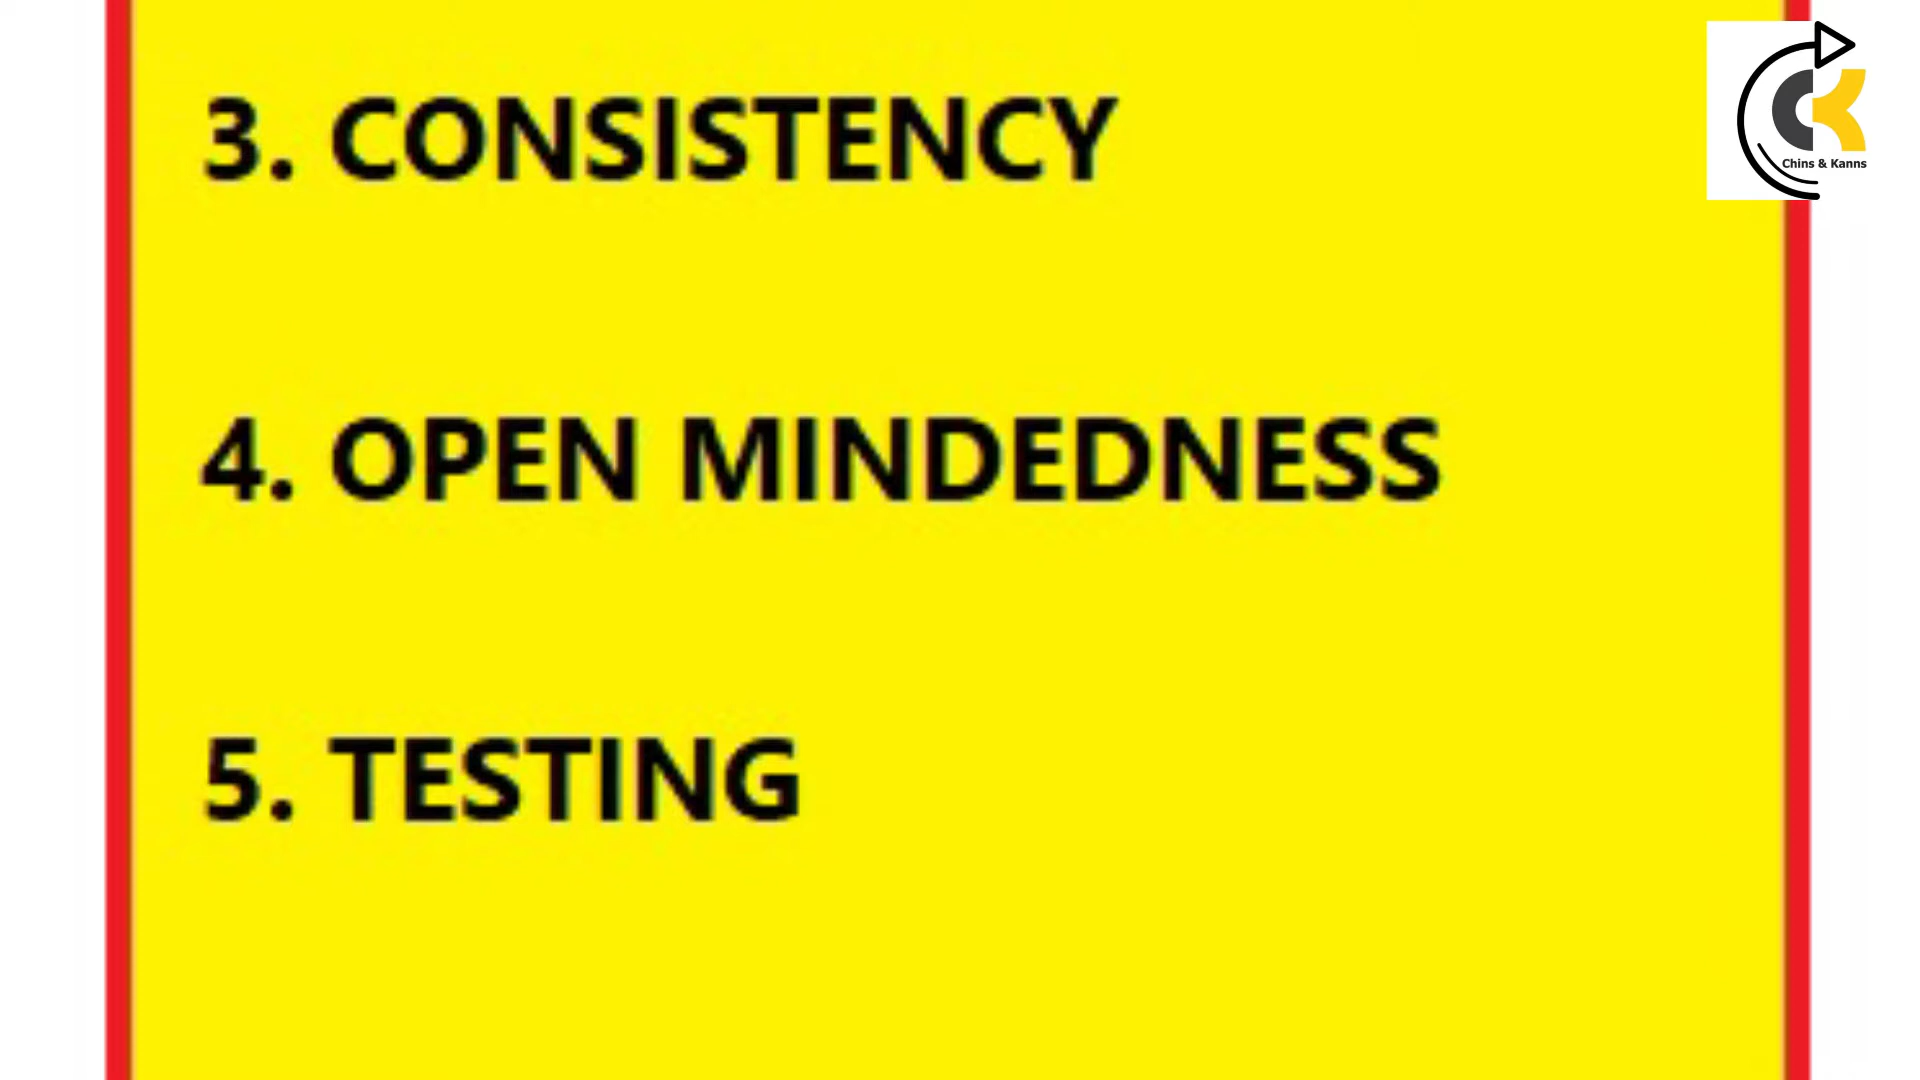 3. CONSISTENCY
Chins & Kanns
4. OPEN MINDEDNESS
5. TESTING